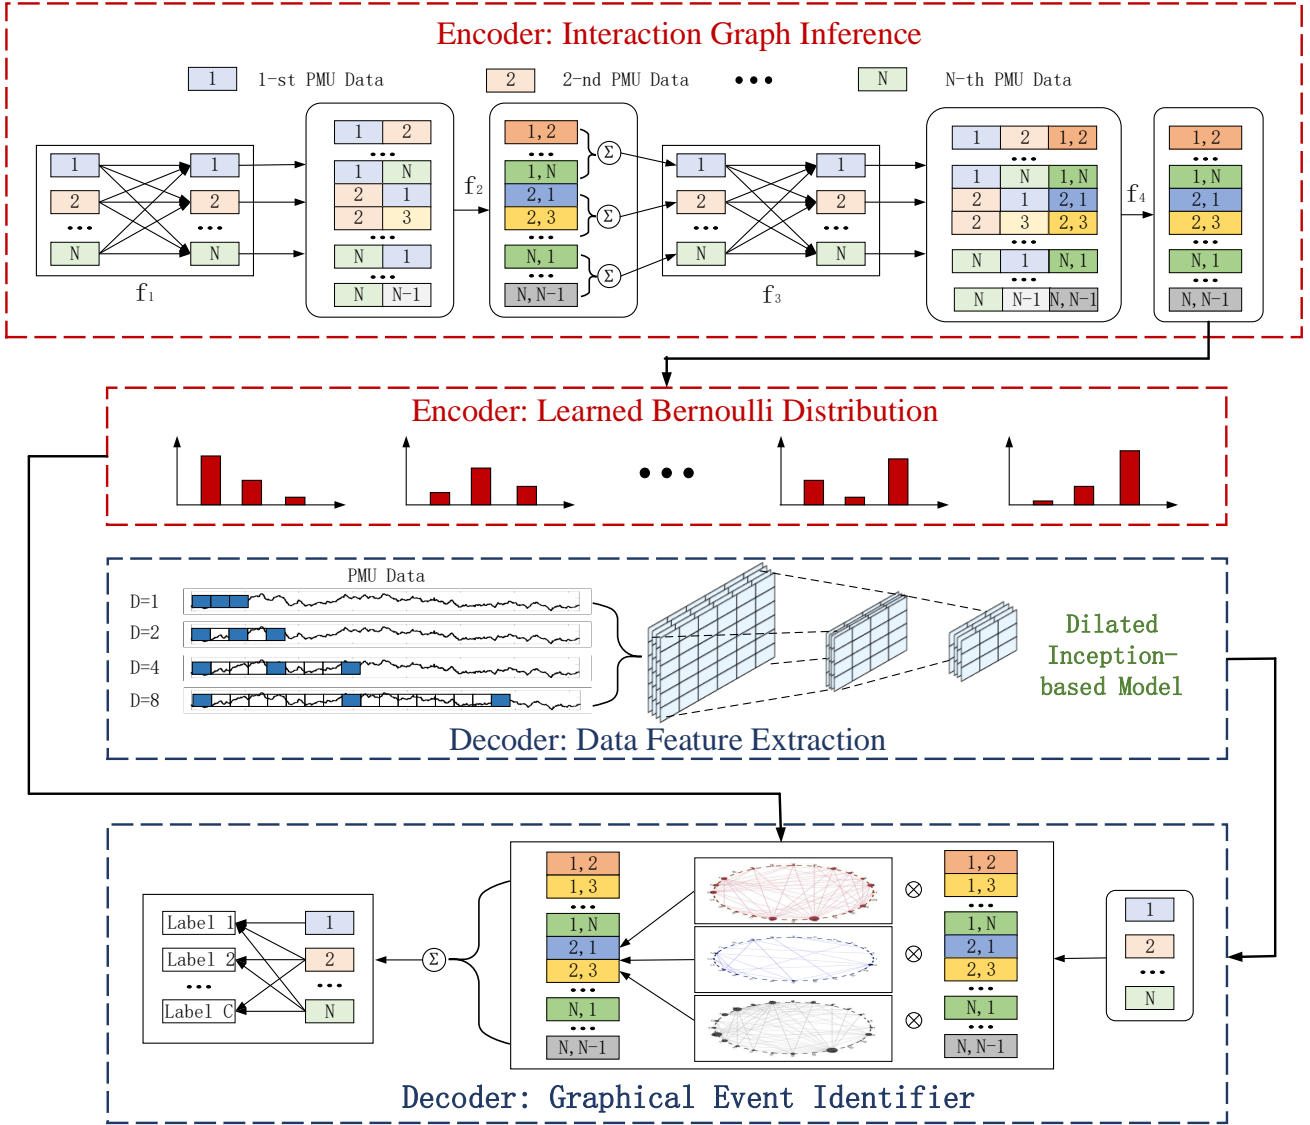 Encoder: Interaction Graph Inference
1 1-st PMU Data 2 2-nd PMU Data ••• N N-th PMU Data
1 1
2 2
••• •••
N N
f1
1 2
•••
1 N
2 1
2 3
•••
N 1
•••
N N-1
f2
1,2
•••
1,N
2,1
2,3
•••
N,1
•••
N,N-1
Σ
Σ
Σ
1 1
2 2
••• •••
N N
f3
1 2 1,2
•••
1 N 1,N
2 1 2,1
2 3 2,3
•••
N 1 N,1
•••
N N-1 N,N-1
f4
1,2
•••
1,N
2,1
2,3
•••
N,1
•••
N,N-1
Encoder: Learned Bernoulli Distribution
•••
PMU Data
D=1
D=2
D=4
D=8
Dilated
Inception-
based Model
Decoder: Data Feature Extraction
Label 1 1
Label 2 2
••• •••
Label C N
Σ
1,2
1,3
•••
1,N
2,1
2,3
•••
N,1
•••
N,N-1
⊗
⊗
⊗
1,2
1,3
•••
1,N
2,1
2,3
•••
N,1
•••
N,N-1
1
2
•••
N
Decoder: Graphical Event Identifier